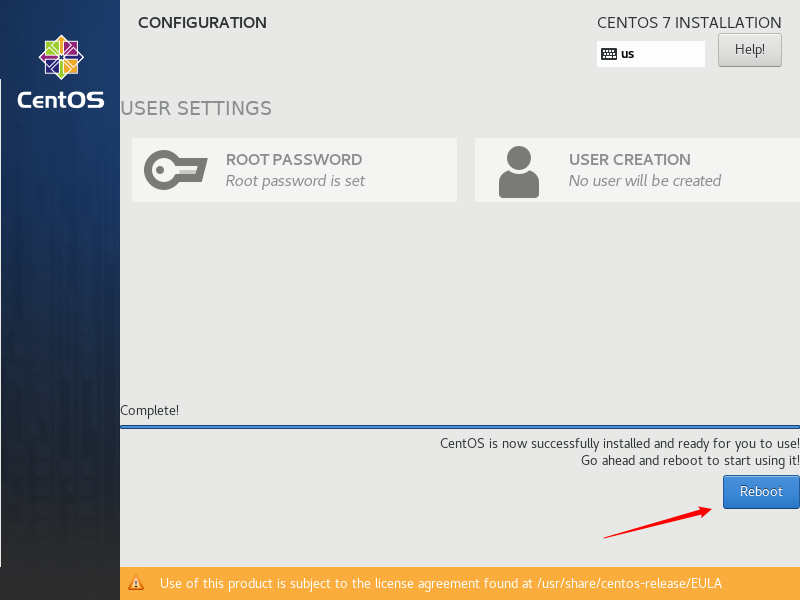 CONFIGURATION
CENTOS 7 INSTALLATION
us
Help!
CentOS
USER SETTINGS
ROOT PASSWORD
Root password is set
USER CREATION
No user will be created
Complete!
CentOS is now successfully installed and ready for you to use!
Go ahead and reboot to start using it!
Reboot
Use of this product is subject to the license agreement found at /usr/share/centos-release/EULA